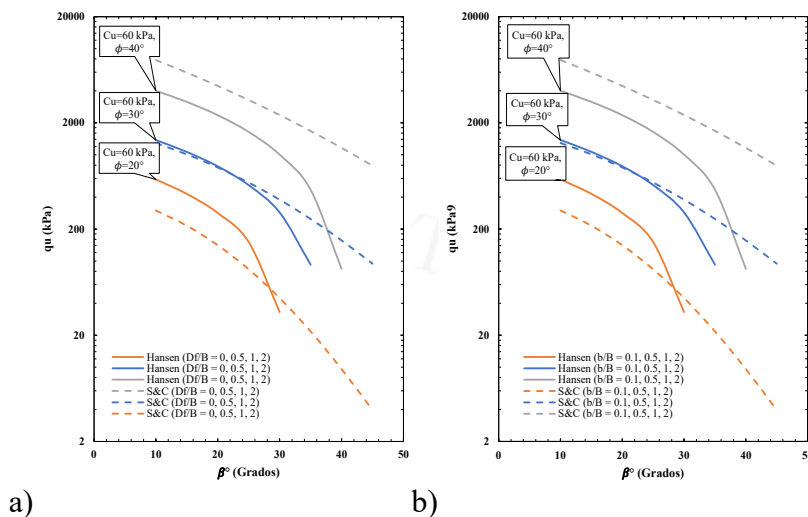 20000
2000
200
20
2
qu (kPa)
Cu=60 kPa,
ϕ=40°
Cu=60 kPa,
ϕ=30°
Cu=60 kPa,
ϕ=20°
Hansen (Df/B = 0, 0.5, 1, 2)
Hansen (Df/B = 0, 0.5, 1, 2)
Hansen (Df/B = 0, 0.5, 1, 2)
S&C (Df/B = 0, 0.5, 1, 2)
S&C (Df/B = 0, 0.5, 1, 2)
S&C (Df/B = 0, 0.5, 1, 2)
0 10 20 30 40 50
β° (Grados)
a)
20000
2000
200
20
2
qu (kPa9
Cu=60 kPa,
ϕ=40°
Cu=60 kPa,
ϕ=30°
Cu=60 kPa,
ϕ=20°
Hansen (b/B = 0.1, 0.5, 1, 2)
Hansen (b/B = 0.1, 0.5, 1, 2)
Hansen (b/B = 0.1, 0.5, 1, 2)
S&C (b/B = 0.1, 0.5, 1, 2)
S&C (b/B = 0.1, 0.5, 1, 2)
S&C (b/B = 0.1, 0.5, 1, 2)
0 10 20 30 40
β° (Grados)
b)